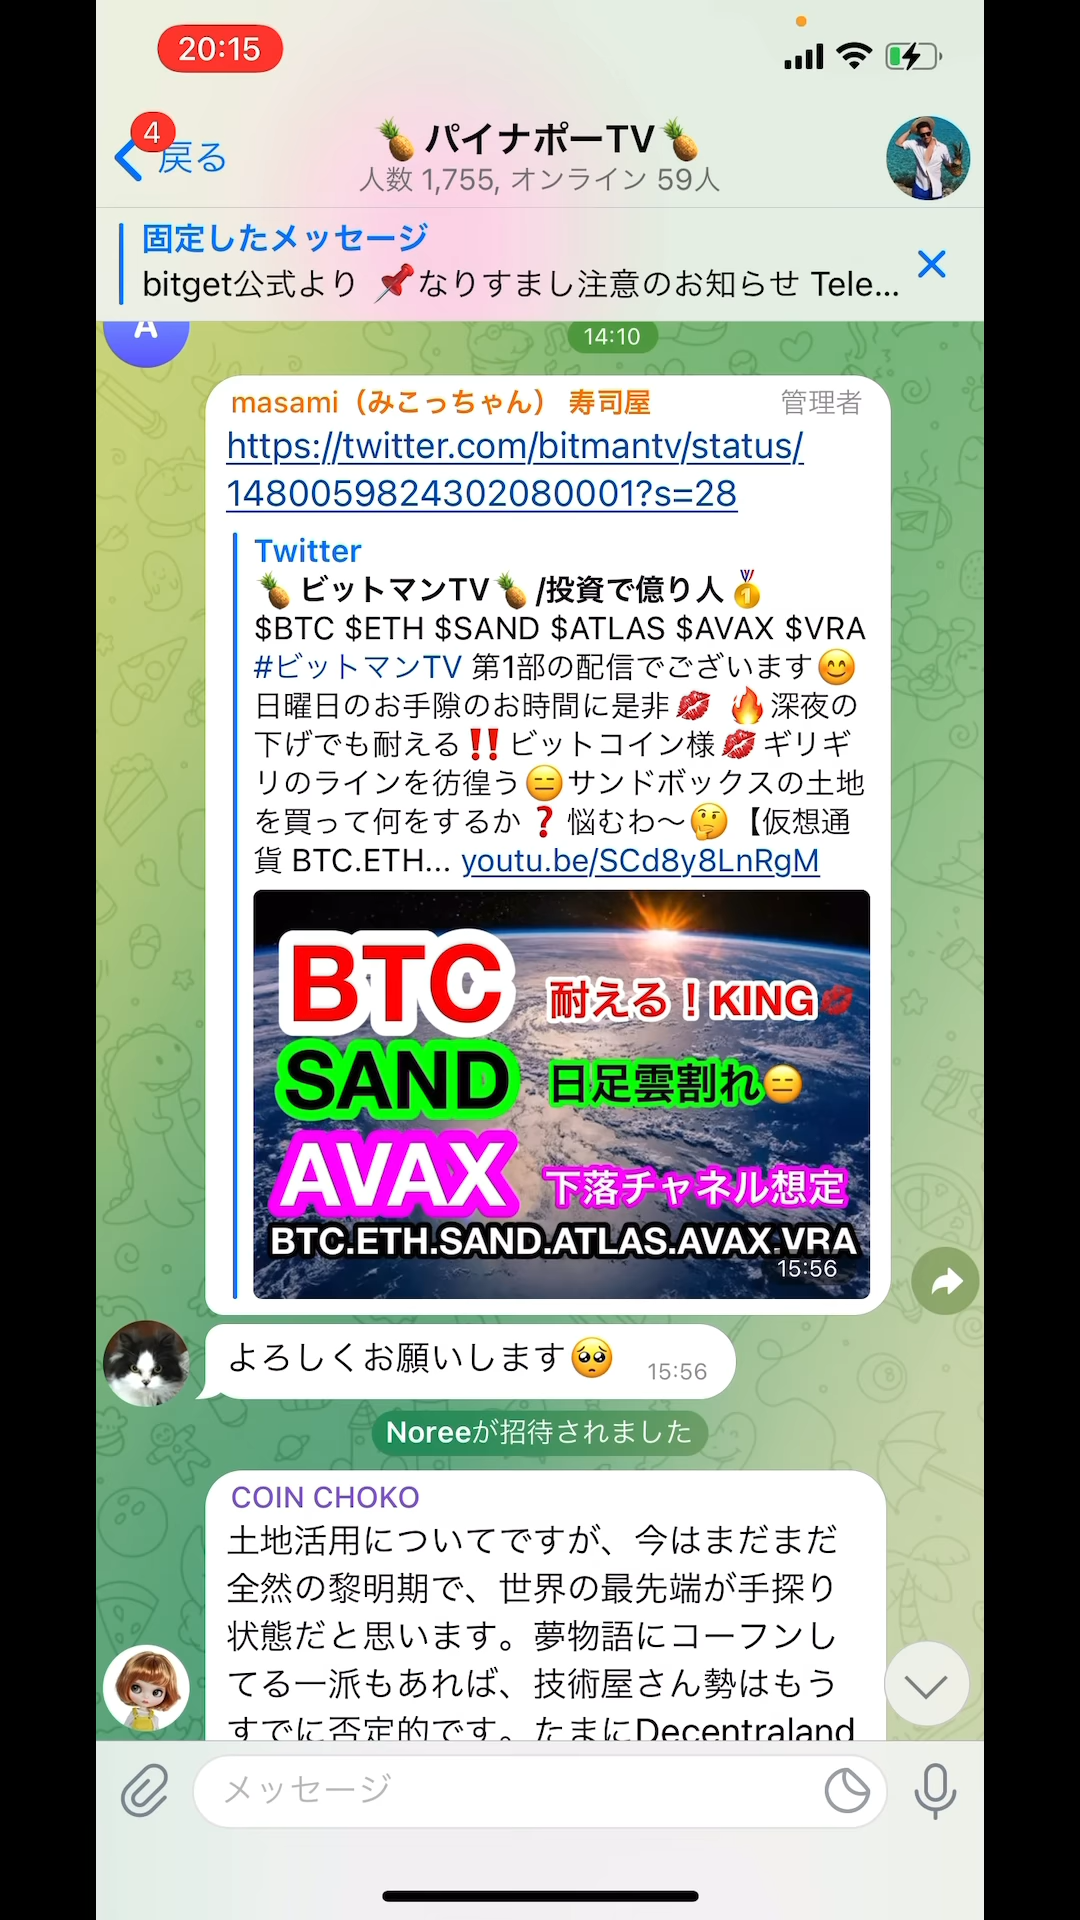 20:15
4
戻る
🍍 パイナポーTV🍍
人数 1,755, オンライン 59人
固定したメッセージ
bitget公式より 📌なりすまし注意のお知らせ Tele...
A
14:10
masami（みこっちゃん） 寿司屋 管理者
https://twitter.com/bitmantv/status/
1480059824302080001?s=28
Twitter
🍍 ビットマンTV🍍 /投資で億り人🥇
$BTC $ETH $SAND $ATLAS $AVAX $VRA
#ビットマンTV 第1部の配信でございます😊
日曜日のお手隙のお時間に是非💋 🔥深夜の
下げでも耐える‼️ビットコイン様💋ギリギ
リのラインを彷徨う😑サンドボックスの土地
を買って何をするか❓悩むわ〜🤔【仮想通
貨 BTC.ETH... youtu.be/SCd8y8LnRgM
BTC 耐える！KING💋
SAND 日足雲割れ😑
AVAX 下落チャネル想定
BTC.ETH.SAND.ATLAS.AVAX.VRA
15:56
よろしくお願いします🥺 15:56
Noreeが招待されました
COIN CHOKO
土地活用についてですが、今はまだまだ
全然の黎明期で、世界の最先端が手探り
状態だと思います。夢物語にコーフンし
てる一派もあれば、技術屋さん勢はもう
すでに否定的です。たまにDecentraland
メッセージ